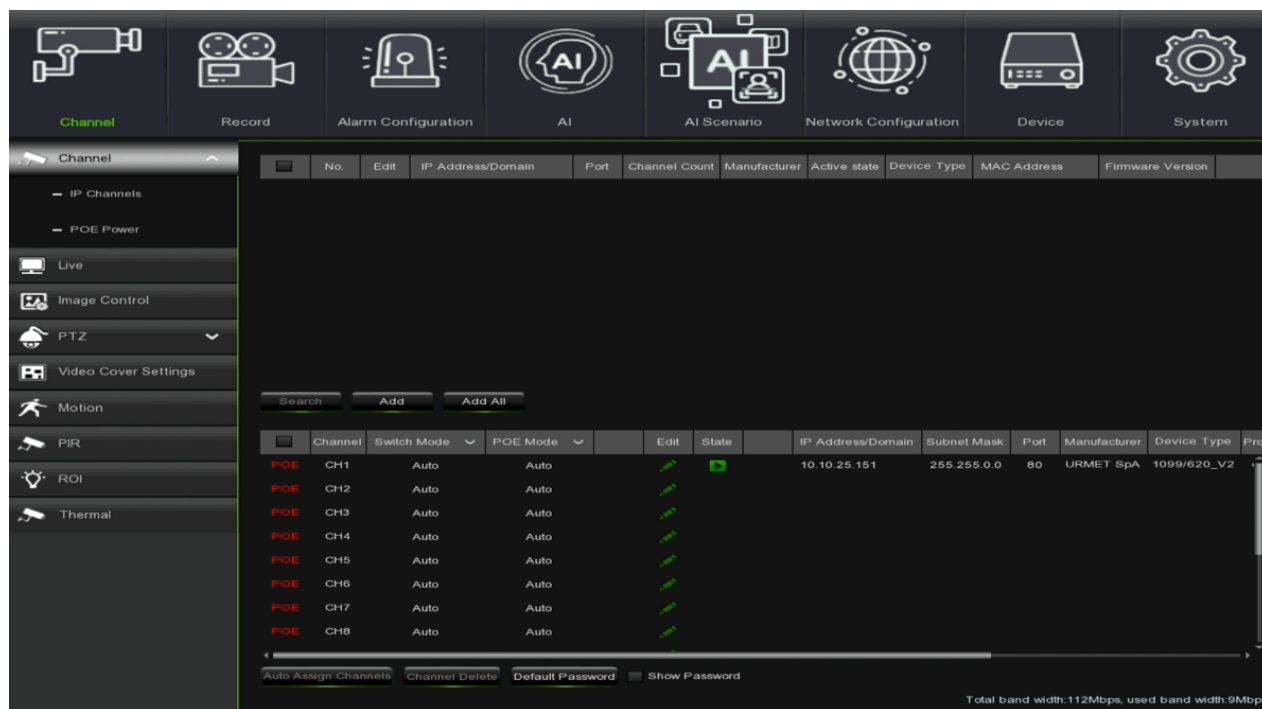 AI
AI
Channel Record Alarm Configuration AI AI Scenario Network Configuration Device System
Channel
No. Edit IP Address/Domain Port Channel Count Manufacturer Active state Device Type MAC Address Firmware Version
IP Channels
POE Power
Live
Image Control
PTZ
Video Cover Settings
Motion
PIR
ROI
Thermal
Search Add Add All
Channel Switch Mode POE Mode Edit State IP Address/Domain Subnet Mask Port Manufacturer Device Type Pro
POE CH1 Auto Auto 10.10.25.151 255.255.0.0 80 URMET SpA 1099/620_V2
POE CH2 Auto Auto
POE CH3 Auto Auto
POE CH4 Auto Auto
POE CH5 Auto Auto
POE CH6 Auto Auto
POE CH7 Auto Auto
POE CH8 Auto Auto
Auto Assign Channels Channel Delete Default Password Show Password
Total band width:112Mbps, used band width:9Mbp